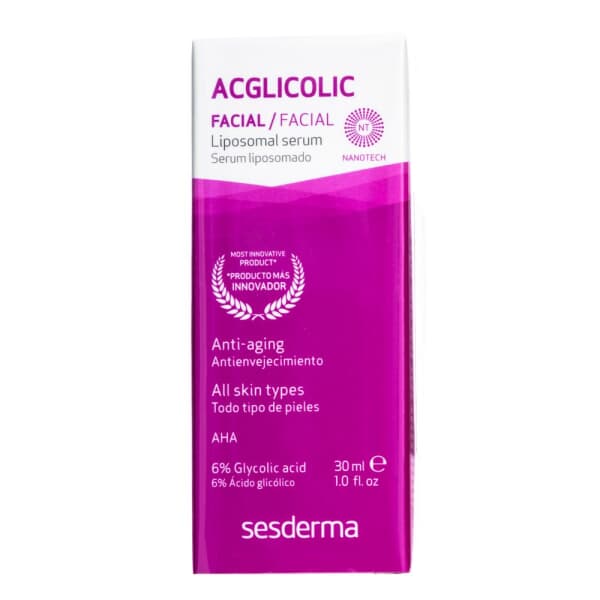 ACGLICOLIC
FACIAL / FACIAL
Liposomal serum
Serum liposomado
NT
NANOTECH
MOST INNOVATIVE
PRODUCT*
*PRODUCTO MÁS
INNOVADOR
Anti-aging
Antienvejecimiento
All skin types
Todo tipo de pieles
AHA
6% Glycolic acid
6% Ácido glicólico
30 ml ℮
1.0 fl. oz
sesderma